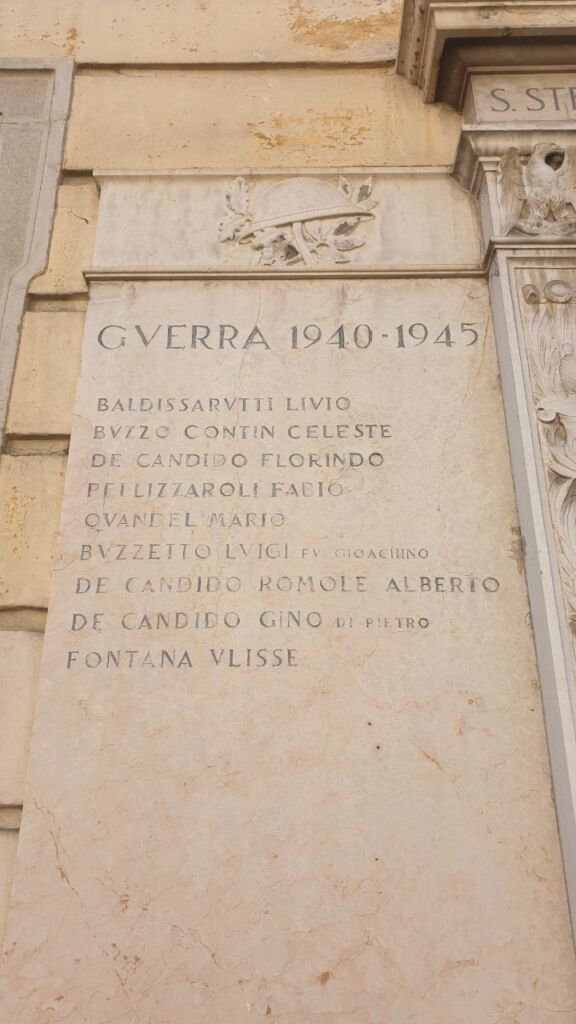 S. STE
GVERRA 1940-1945
BALDISSARVTTI LIVIO
BVZZO CONTIN CELESTE
DE CANDIDO FLORINDO
PELLIZZAROLI FABIO
QVANDEL MARIO
BVZZETTO LVIGI FV GIOACHINO
DE CANDIDO ROMOLE ALBERTO
DE CANDIDO GINO DI PIETRO
FONTANA VLISSE